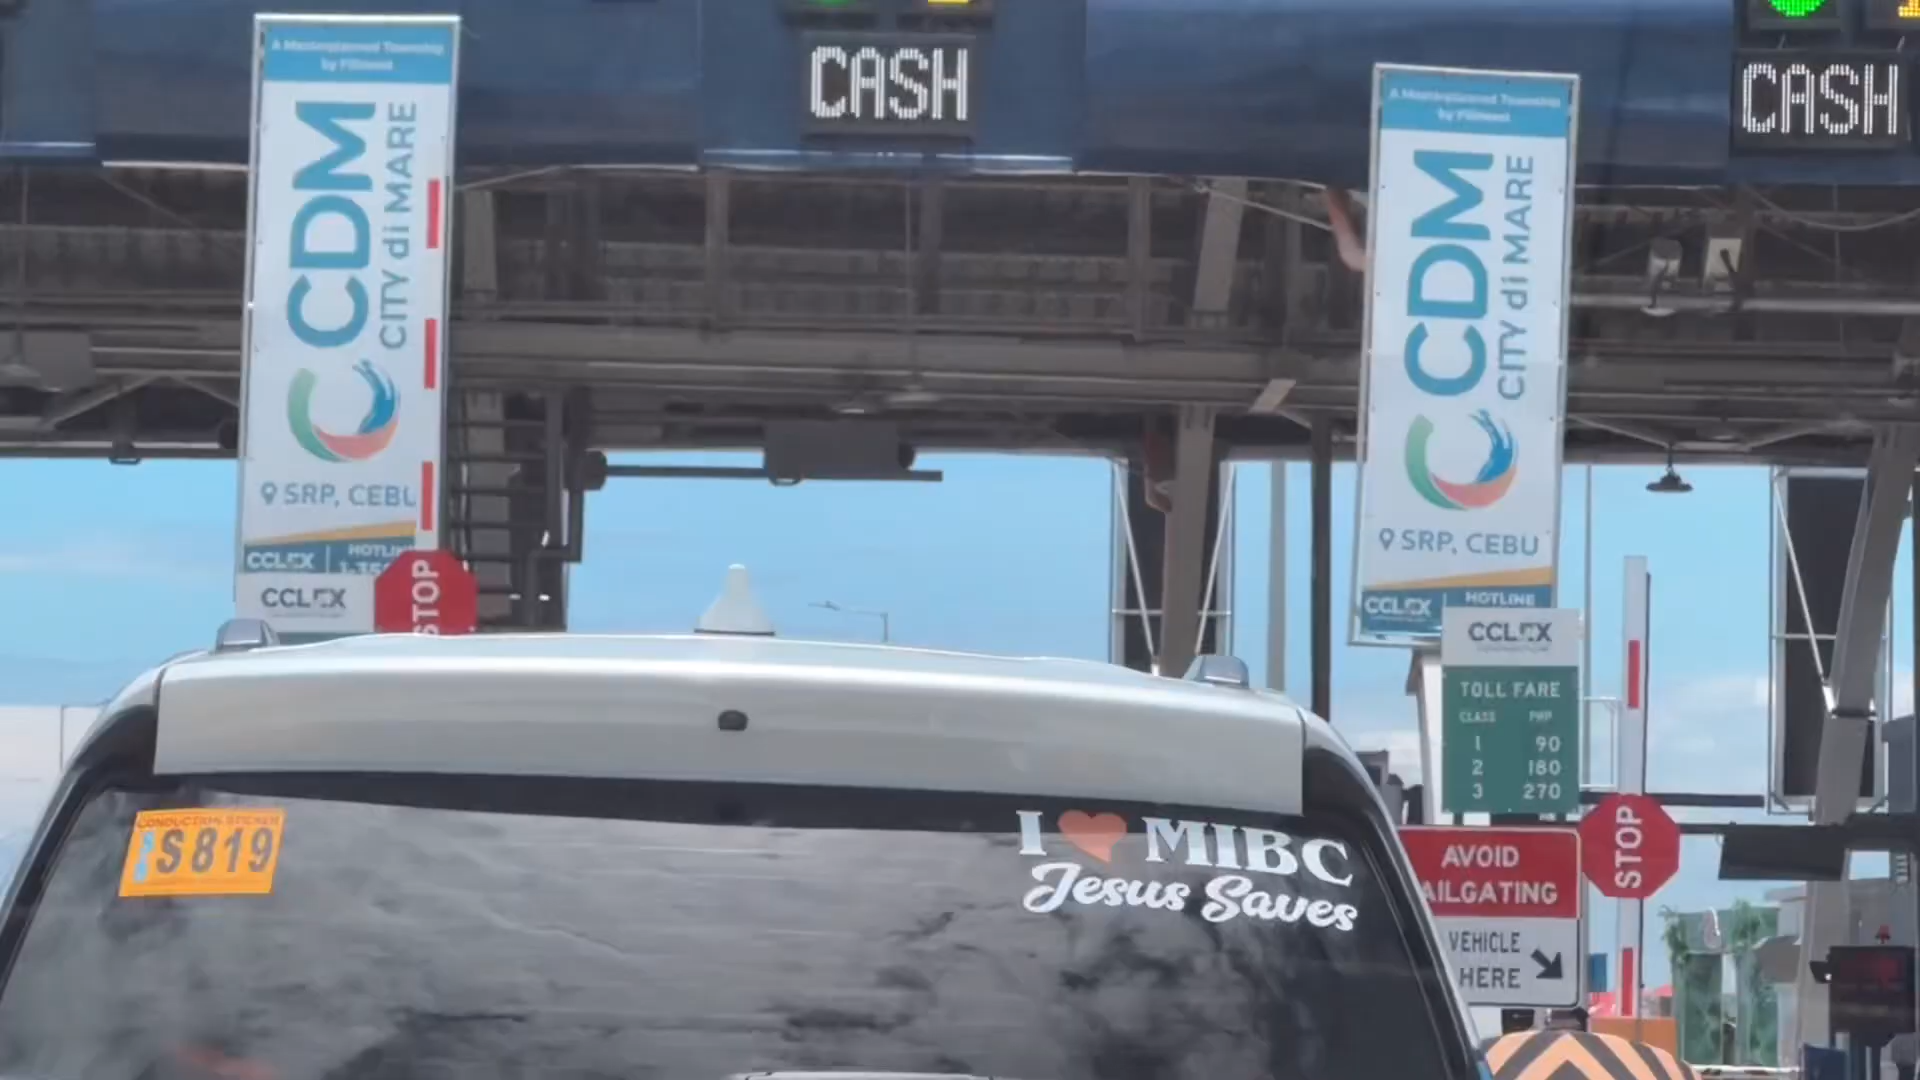 A Masterplanned Township
by Filinvest
CDM
CITY di MARE
SRP, CEBU
CCLEX
HOTLINE
CCLEX
STOP
CASH
A Masterplanned Township
by Filinvest
CDM
CITY di MARE
SRP, CEBU
CCLEX
HOTLINE
CASH
CCLEX
TOLL FARE
CLASS PHP
1 90
2 180
3 270
AVOID
AILGATING
VEHICLE
HERE
STOP
CONDUCTION STICKER
S819
I MIBC
Jesus Saves